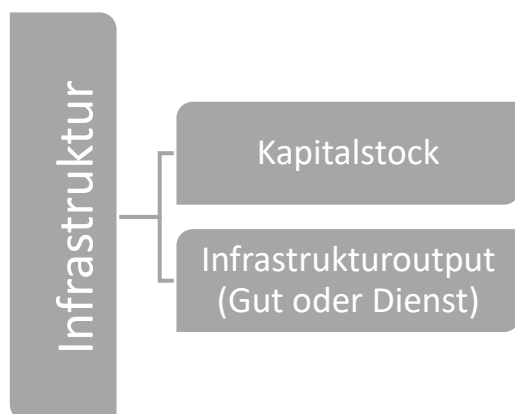 Infrastruktur
Kapitalstock
Infrastrukturoutput
(Gut oder Dienst)